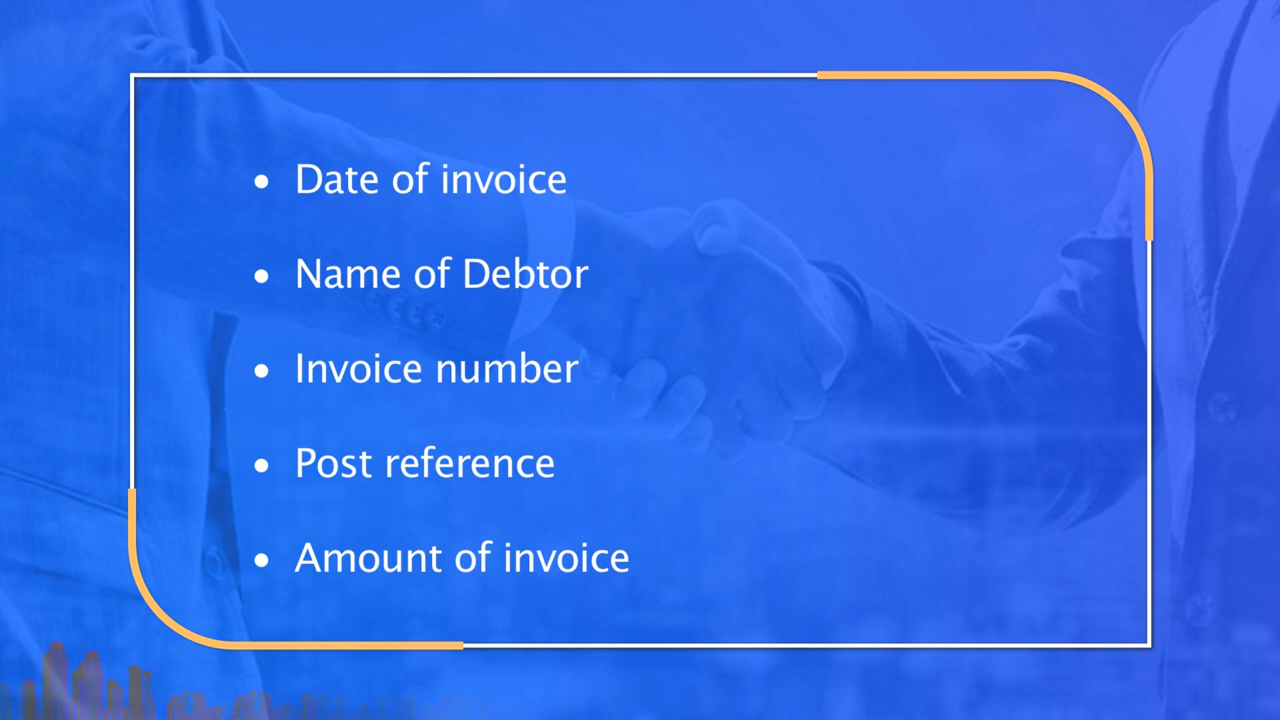 • Date of invoice
• Name of Debtor
• Invoice number
• Post reference
• Amount of invoice